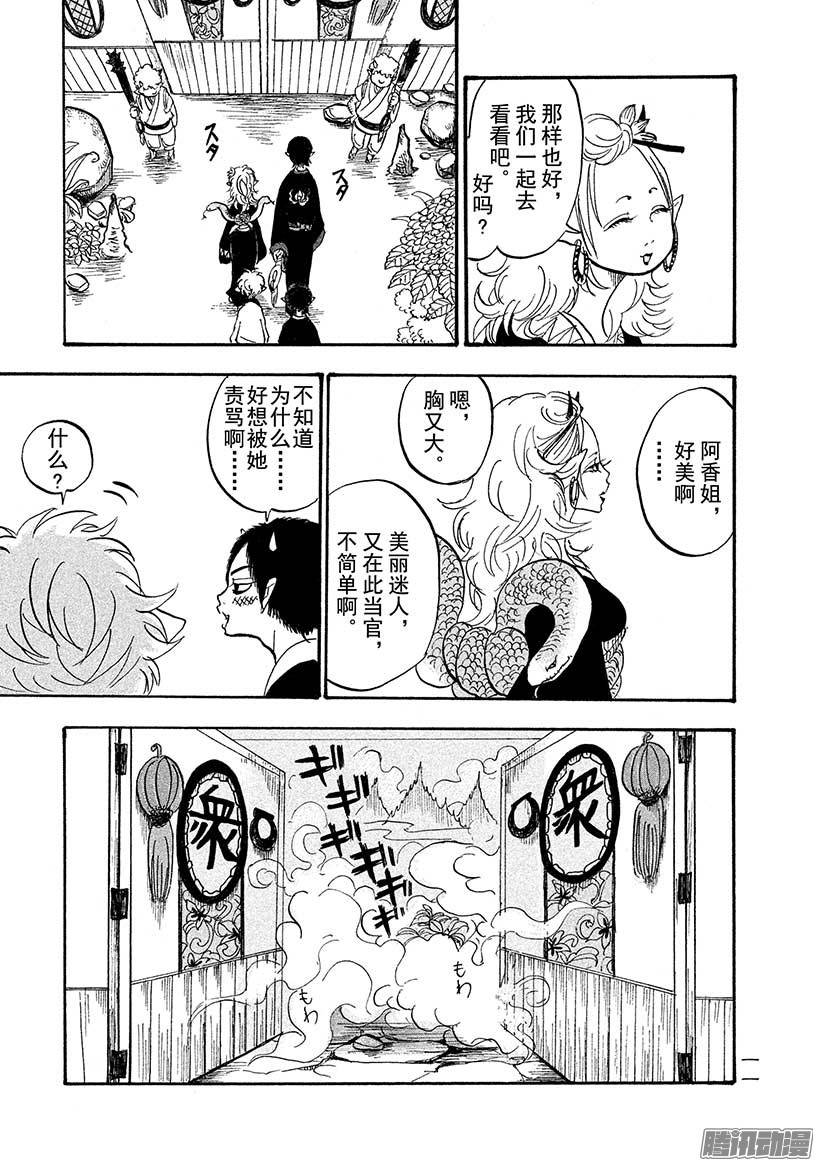 那样也好，
我们一起去
看看吧。
好吗？
スタ
スタ
阿香姐，
好美啊
……
嗯，
胸又大。
美丽迷人，
又在此当官，
不简单啊。
不知道
为什么……
好想被她
责骂啊……
什么？
ギギギギギ
衆
衆
もわ
もわ
一一
腾讯动漫